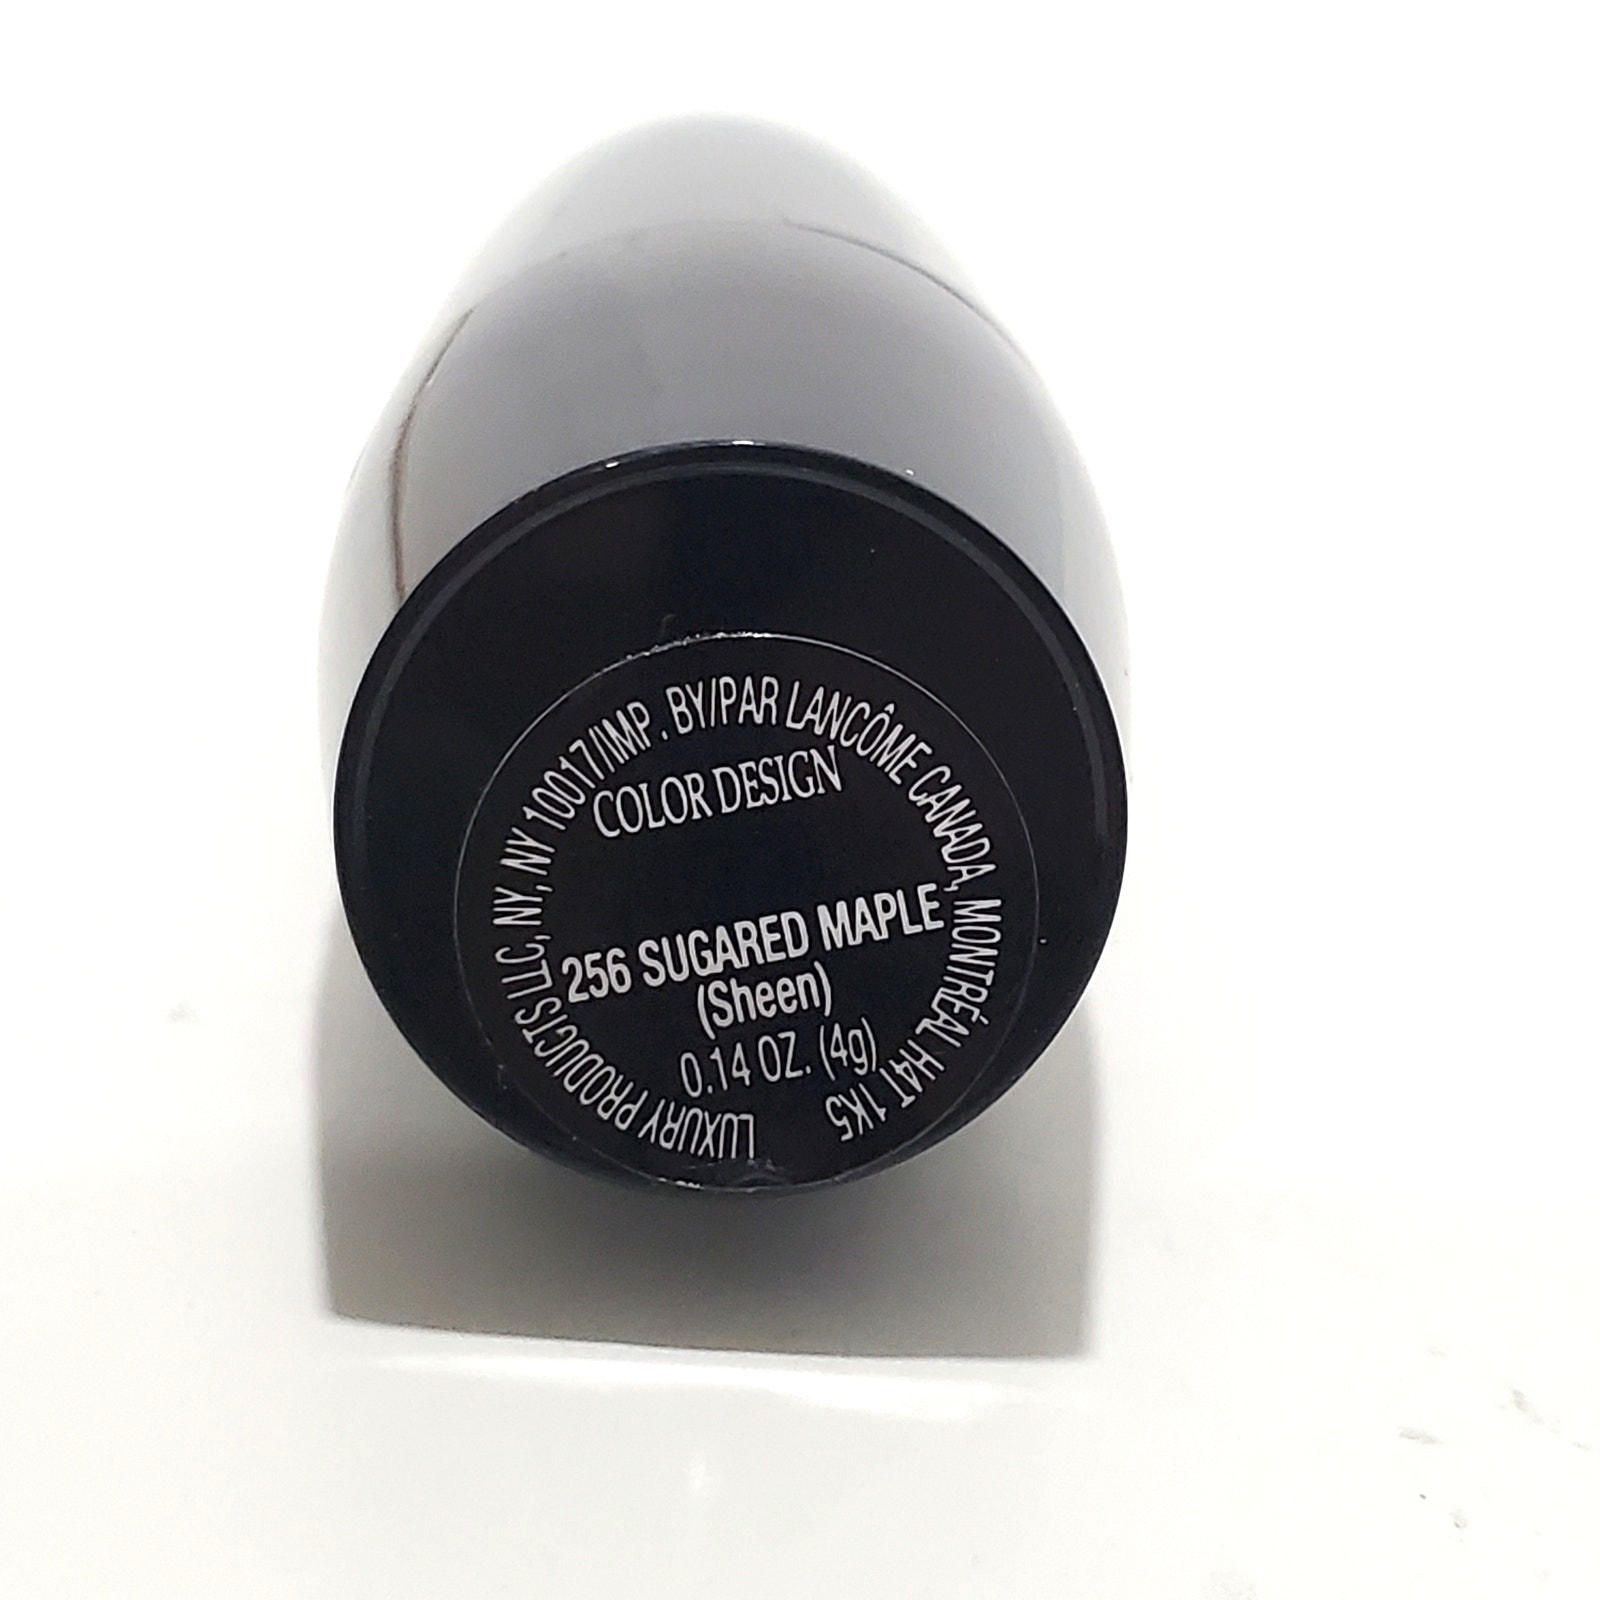 LUXURY PRODUCTS LLC, NY, NY 10017/IMP. BY/PAR LANCÔME CANADA, MONTRÉAL H4T 1K5
COLOR DESIGN
256 SUGARED MAPLE
(Sheen)
0.14 OZ. (4g)